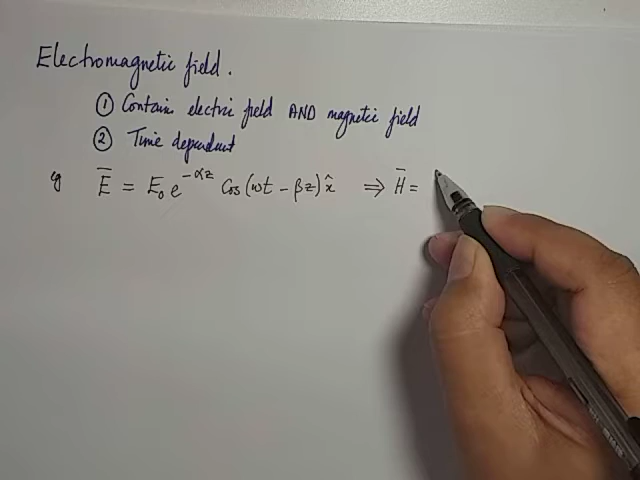 Electromagnetic field.
① Contain electric field AND magnetic field
② Time dependent
eg E̅ = E₀ e^(-αz) Cos(ωt - βz) x̂ ⇒ H̅ =